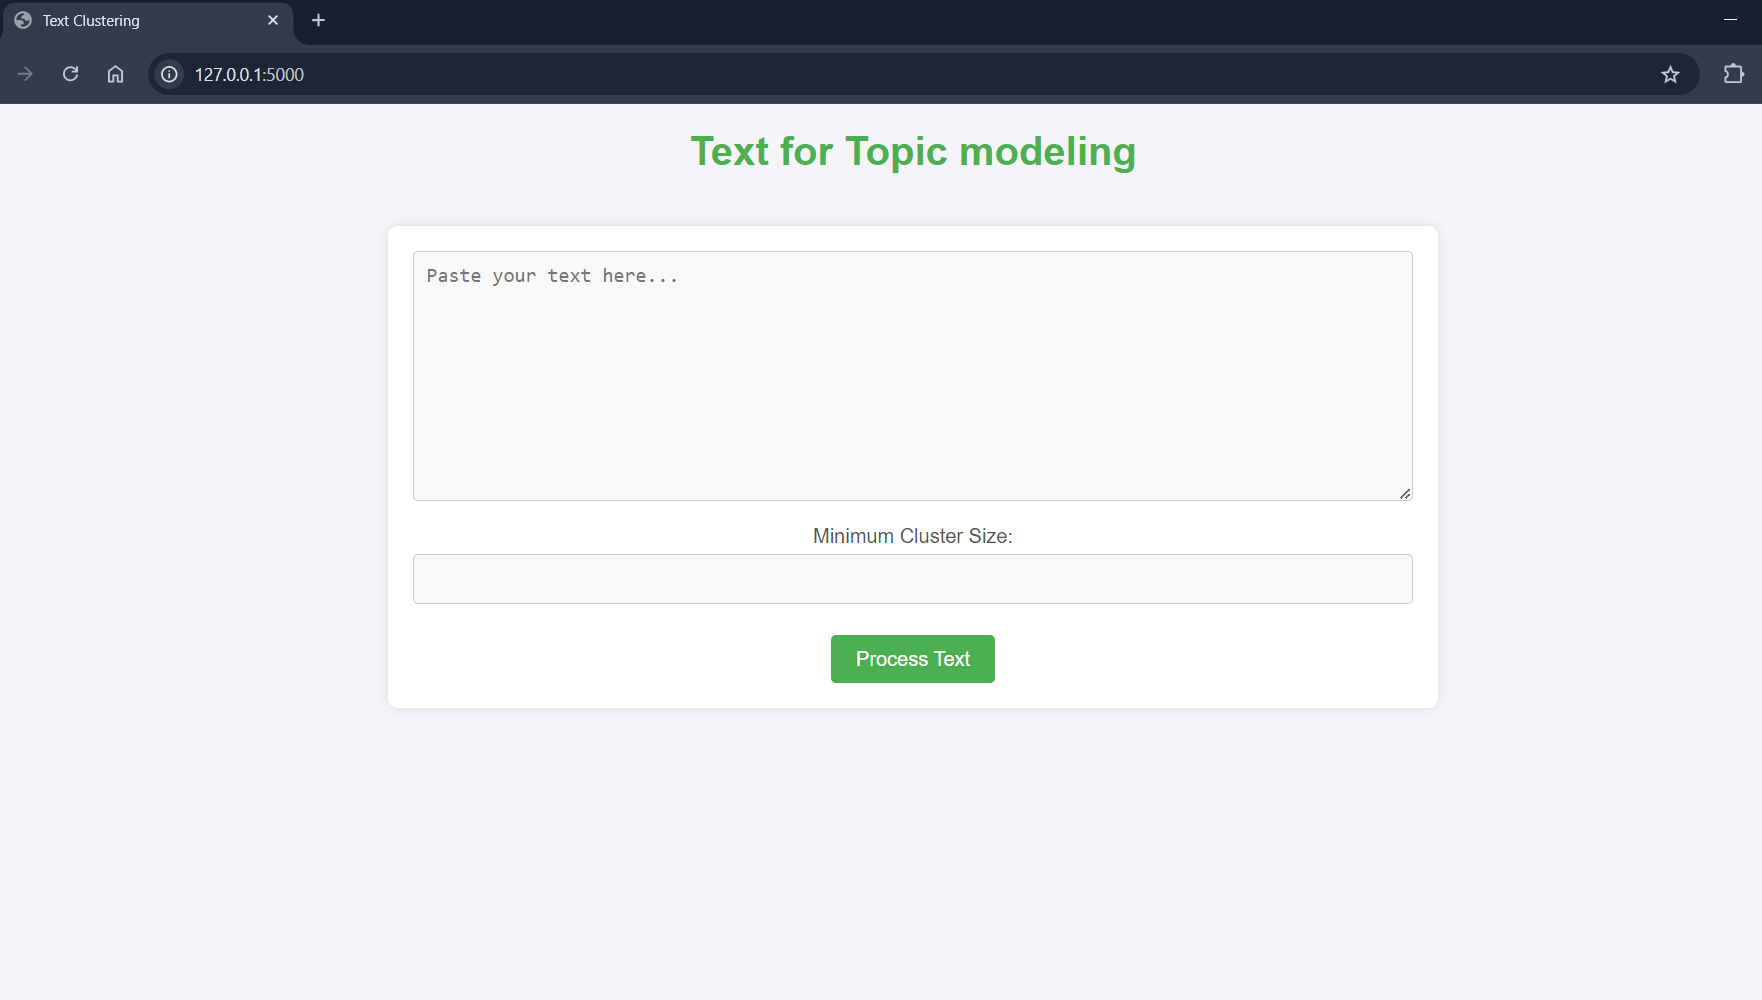 Text Clustering
127.0.0.1:5000
Text for Topic modeling
Paste your text here...
Minimum Cluster Size:
Process Text